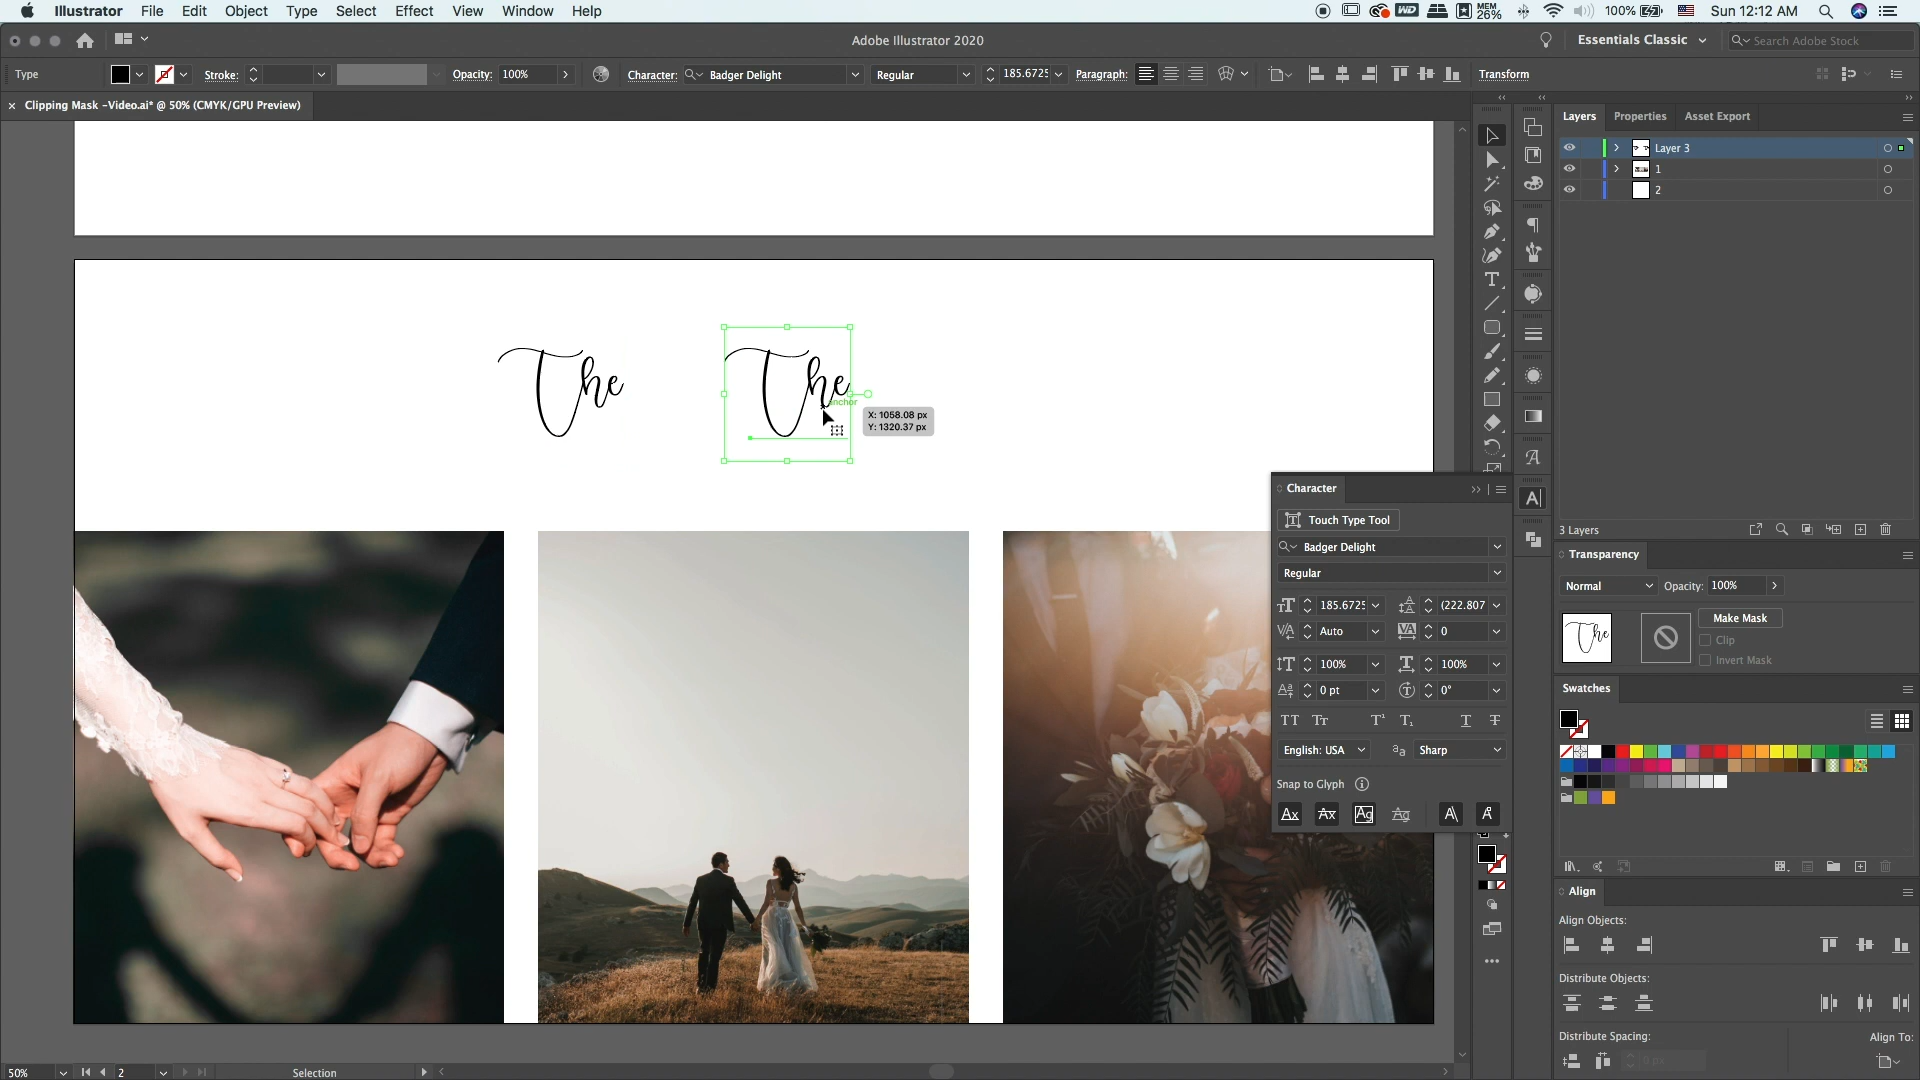 Illustrator File Edit Object Type Select Effect View Window Help
MEM 26% 100% Sun 12:12 AM
Adobe Illustrator 2020
Essentials Classic
Search Adobe Stock
Type Stroke: Opacity: 100% Character: Badger Delight Regular 185.672 Paragraph: Transform
× Clipping Mask -Video.ai* @ 50% (CMYK/GPU Preview)
Layers Properties Asset Export
Layer 3
1
2
3 Layers
The The
anchor
X: 1058.08 px
Y: 1320.37 px
Character
Touch Type Tool
Badger Delight
Regular
185.672 (222.807
Auto 0
100% 100%
0 pt 0°
English: USA Sharp
Snap to Glyph
Transparency
Normal Opacity: 100%
The
Make Mask
Clip
Invert Mask
Swatches
Align
Align Objects:
Distribute Objects:
Distribute Spacing:
Align To:
0 px
50% 2 Selection